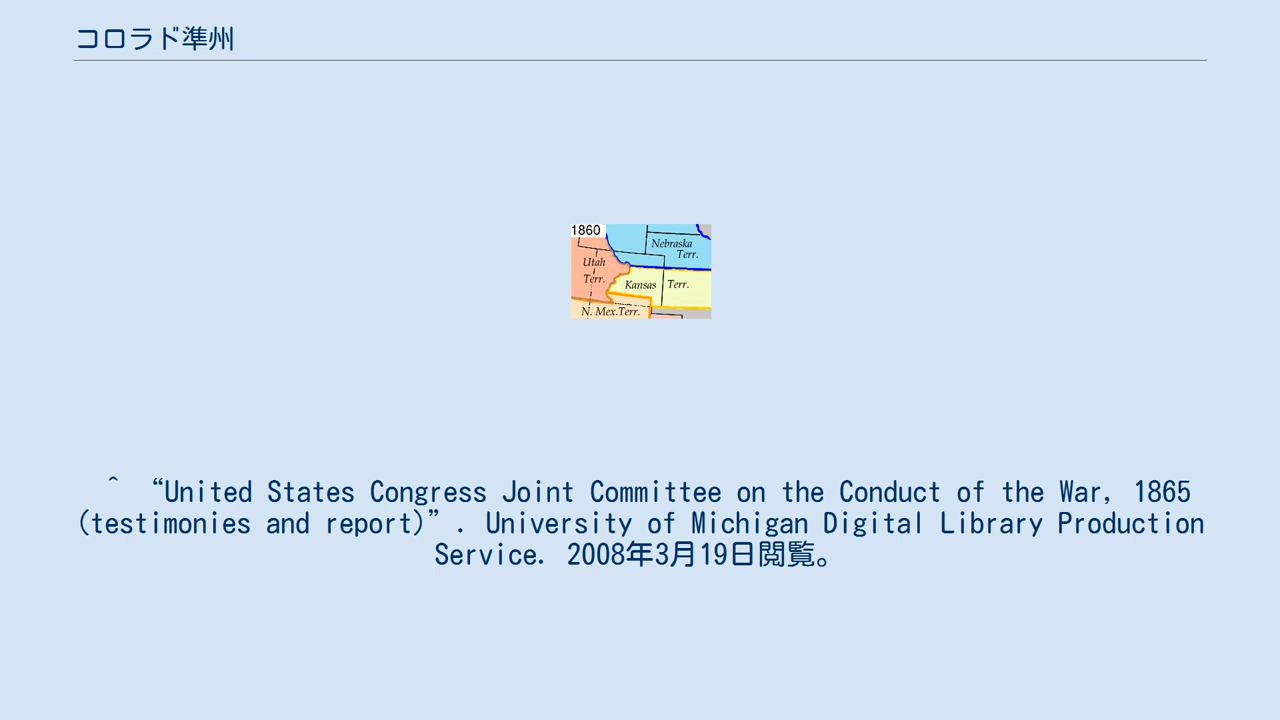 コロラド準州
1860
Nebraska
Terr.
Utah
Terr.
Kansas Terr.
N. Mex.Terr.
^ “United States Congress Joint Committee on the Conduct of the War, 1865
(testimonies and report)”. University of Michigan Digital Library Production
Service. 2008年3月19日閲覧。